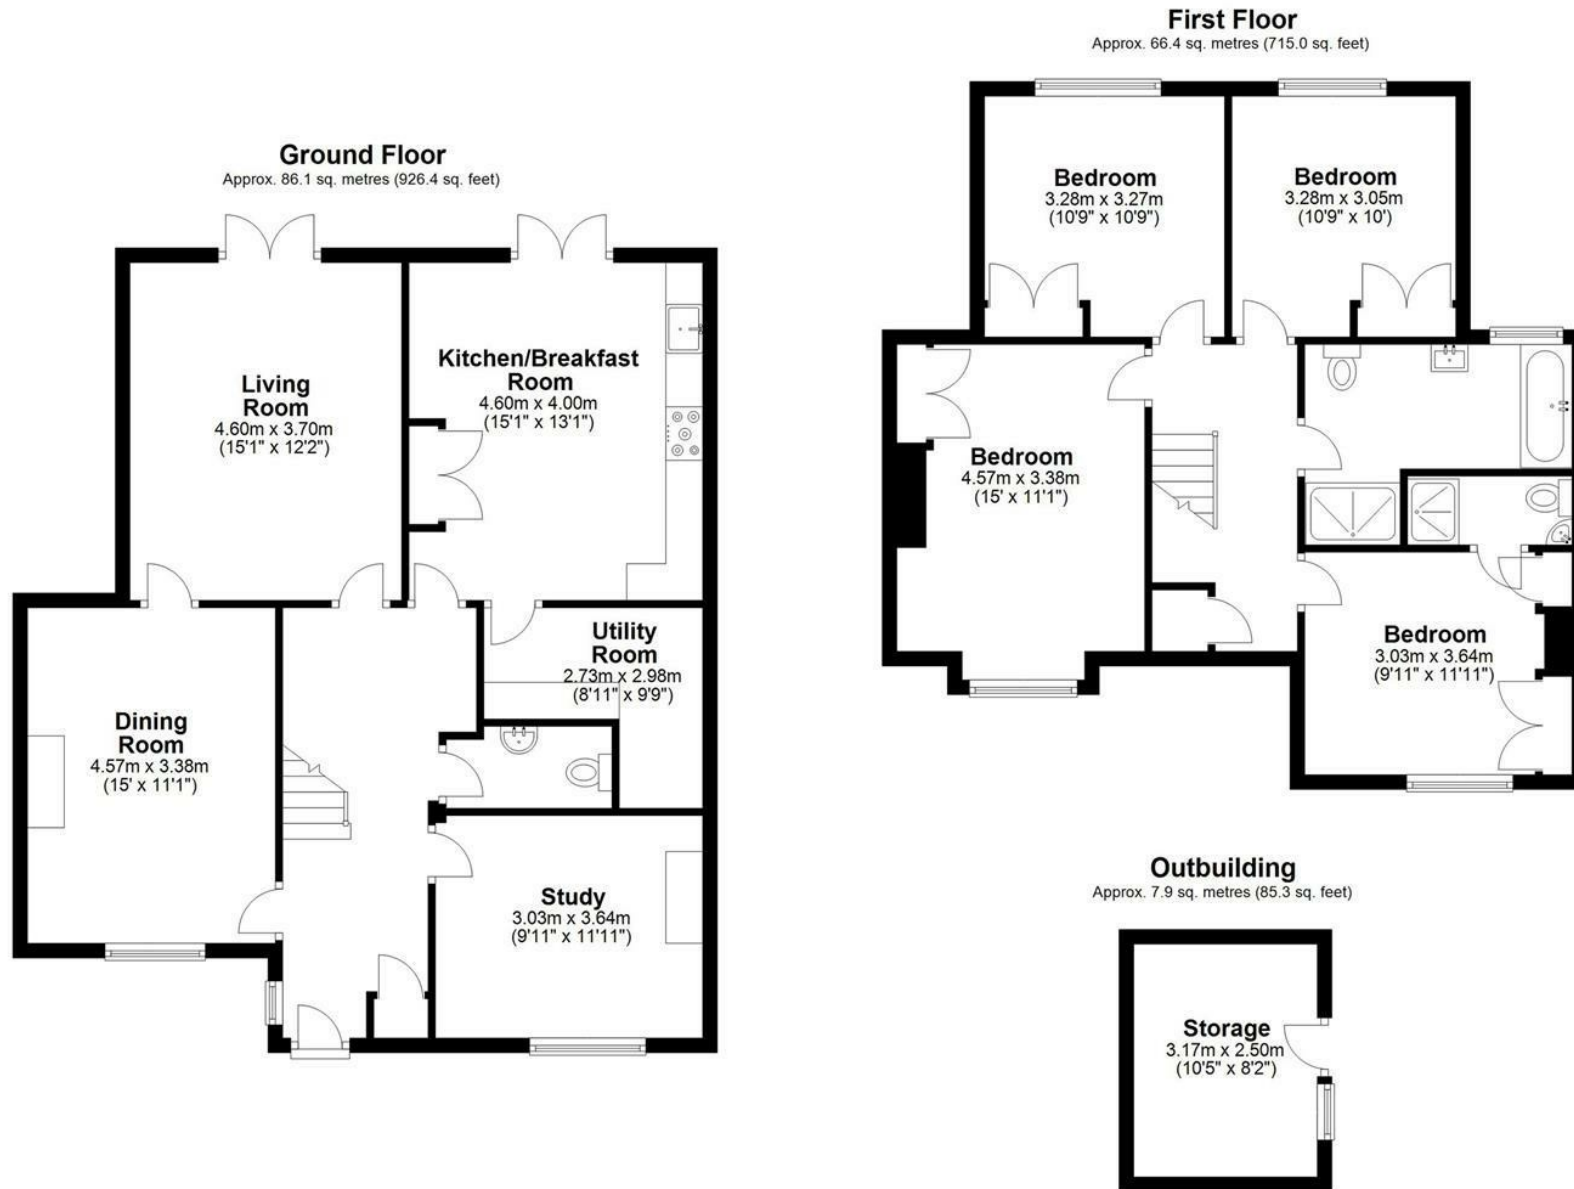 Ground Floor
Approx. 86.1 sq. metres (926.4 sq. feet)
Living
Room
4.60m x 3.70m
(15'1" x 12'2")
Kitchen/Breakfast
Room
4.60m x 4.00m
(15'1" x 13'1")
Utility
Room
2.73m x 2.98m
(8'11" x 9'9")
Dining
Room
4.57m x 3.38m
(15' x 11'1")
Study
3.03m x 3.64m
(9'11" x 11'11")
First Floor
Approx. 66.4 sq. metres (715.0 sq. feet)
Bedroom
3.28m x 3.27m
(10'9" x 10'9")
Bedroom
3.28m x 3.05m
(10'9" x 10')
Bedroom
4.57m x 3.38m
(15' x 11'1")
Bedroom
3.03m x 3.64m
(9'11" x 11'11")
Outbuilding
Approx. 7.9 sq. metres (85.3 sq. feet)
Storage
3.17m x 2.50m
(10'5" x 8'2")